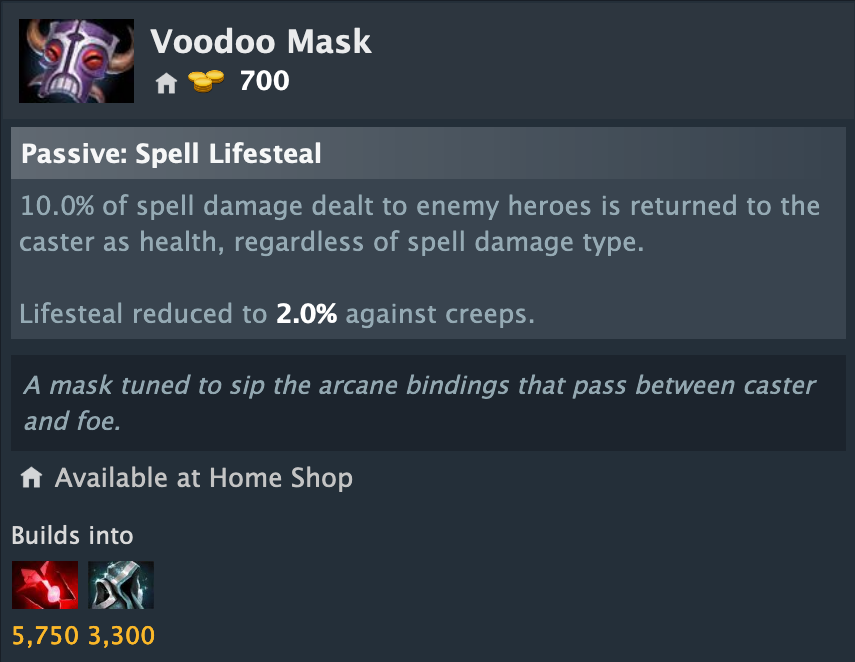 Voodoo Mask
700
Passive: Spell Lifesteal
10.0% of spell damage dealt to enemy heroes is returned to the
caster as health, regardless of spell damage type.
Lifesteal reduced to 2.0% against creeps.
A mask tuned to sip the arcane bindings that pass between caster
and foe.
Available at Home Shop
Builds into
5,750 3,300